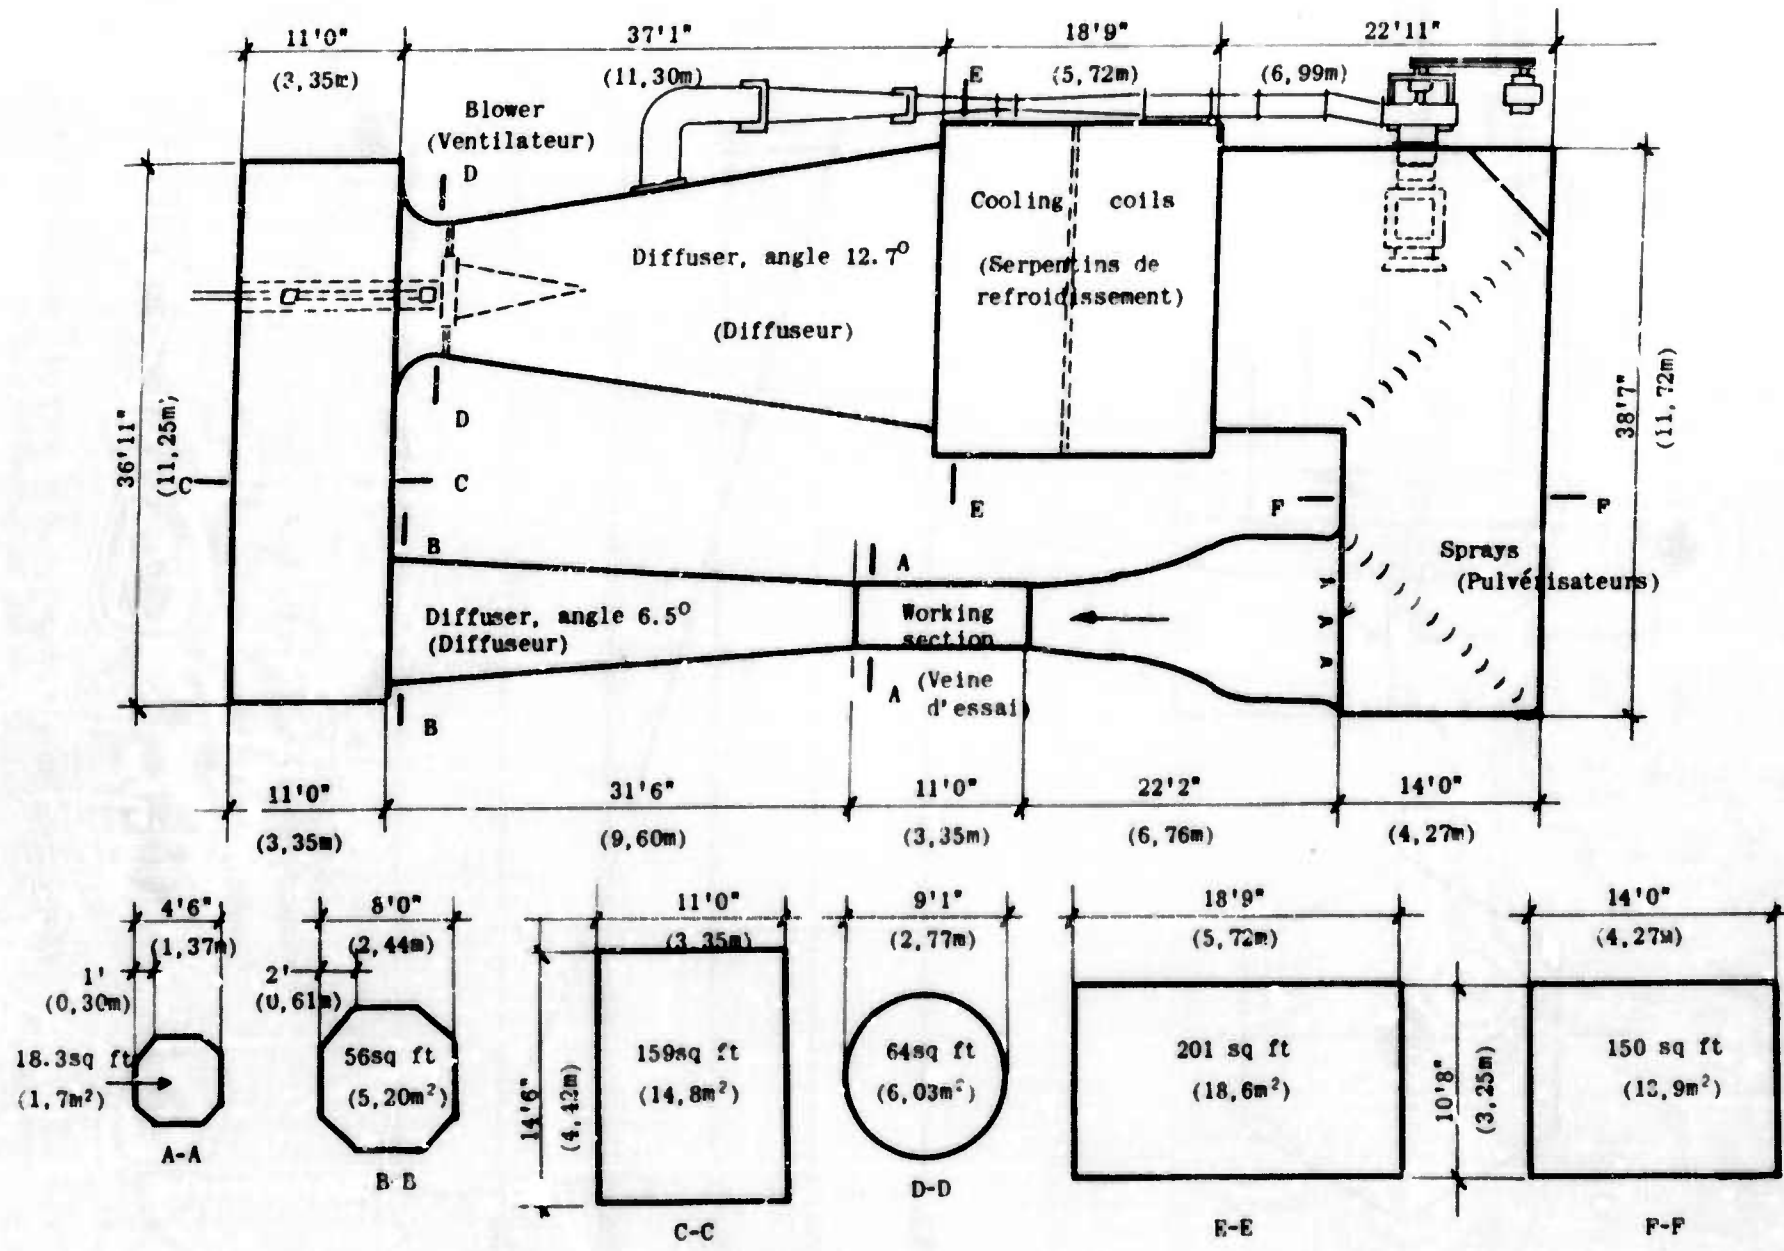 11'0"
37'1"
18'9"
22'11"
(3,35m)
(11,30m)
E
(5,72m)
(6,99m)
Blower
(Ventilateur)
D
Cooling coils
Diffuser, angle 12.7°
(Serpentins de
refroidissement)
(Diffuseur)
D
36'11"
(11,25m;
38'7"
(11,72m)
C
C
E
F
F
B
A
Sprays
(Pulvérisateurs)
Diffuser, angle 6.5°
(Diffuseur)
Working
section
(Veine
d'essai)
A
B
11'0"
31'6"
11'0"
22'2"
14'0"
(3,35m)
(9,60m)
(3,35m)
(6,76m)
(4,27m)
4'6"
8'0"
11'0"
9'1"
18'9"
14'0"
(1,37m)
(2,44m)
(3,35m)
(2,77m)
(5,72m)
(4,27m)
1'
(0,30m)
2'
(0,61m)
18.3sq ft
(1,7m²)
56sq ft
(5,20m²)
14'6"
(4,42m)
159sq ft
(14,8m²)
64sq ft
(6,03m²)
201 sq ft
(18,6m²)
10'8"
(3,25m)
150 sq ft
(13,9m²)
A-A
B-B
C-C
D-D
E-E
F-F